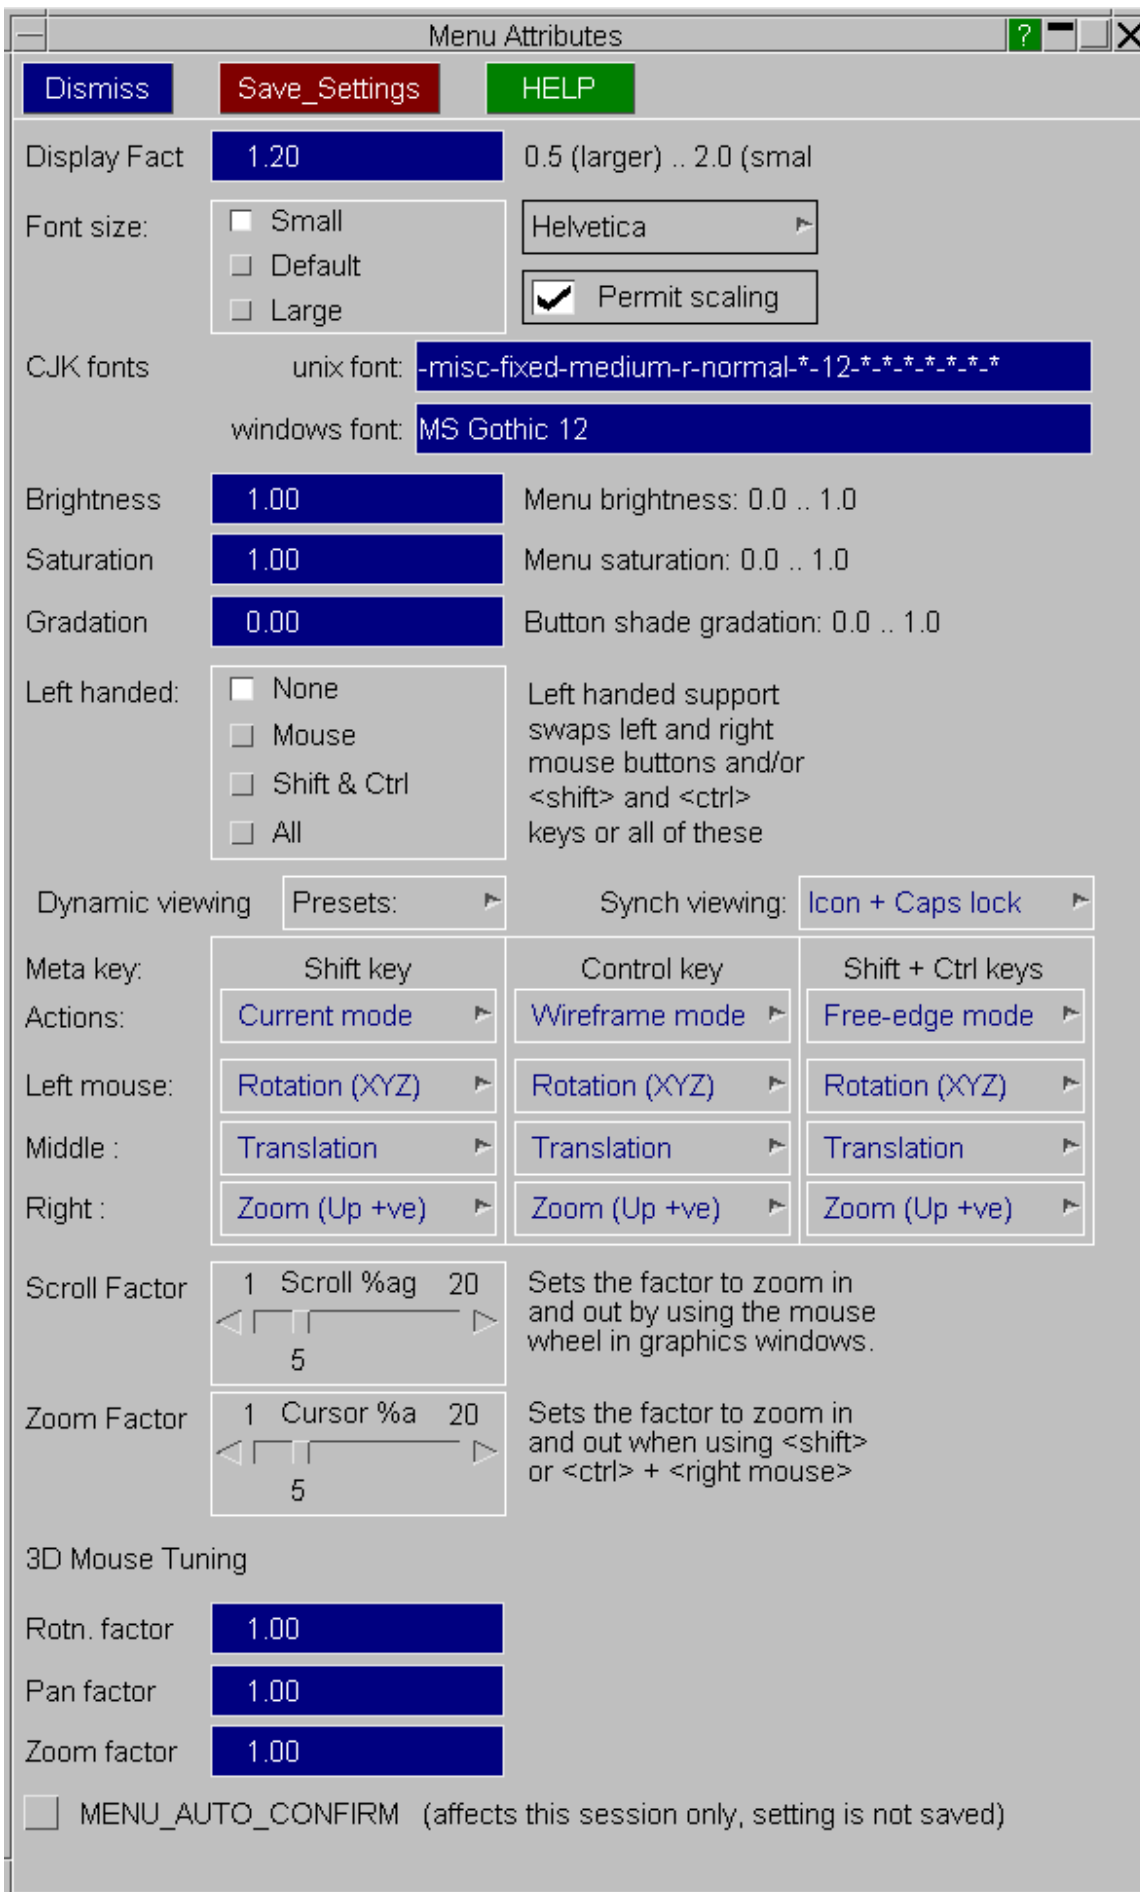 Menu Attributes ?
Dismiss Save_Settings HELP
Display Fact 1.20 0.5 (larger) .. 2.0 (smal
Font size: Small Helvetica
Default
Permit scaling
Large
CJK fonts unix font: -misc-fixed-medium-r-normal-*-12-*-*-*-*-*-*
windows font: MS Gothic 12
Brightness 1.00 Menu brightness: 0.0 .. 1.0
Saturation 1.00 Menu saturation: 0.0 .. 1.0
Gradation 0.00 Button shade gradation: 0.0 .. 1.0
Left handed: None
Mouse
Shift & Ctrl
All
Left handed support
swaps left and right
mouse buttons and/or
<shift> and <ctrl>
keys or all of these
Dynamic viewing Presets: Synch viewing: Icon + Caps lock
Meta key: Shift key Control key Shift + Ctrl keys
Actions: Current mode Wireframe mode Free-edge mode
Left mouse: Rotation (XYZ) Rotation (XYZ) Rotation (XYZ)
Middle : Translation Translation Translation
Right : Zoom (Up +ve) Zoom (Up +ve) Zoom (Up +ve)
Scroll Factor 1 Scroll %ag 20
5
Sets the factor to zoom in
and out by using the mouse
wheel in graphics windows.
Zoom Factor 1 Cursor %a 20
5
Sets the factor to zoom in
and out when using <shift>
or <ctrl> + <right mouse>
3D Mouse Tuning
Rotn. factor 1.00
Pan factor 1.00
Zoom factor 1.00
MENU_AUTO_CONFIRM (affects this session only, setting is not saved)